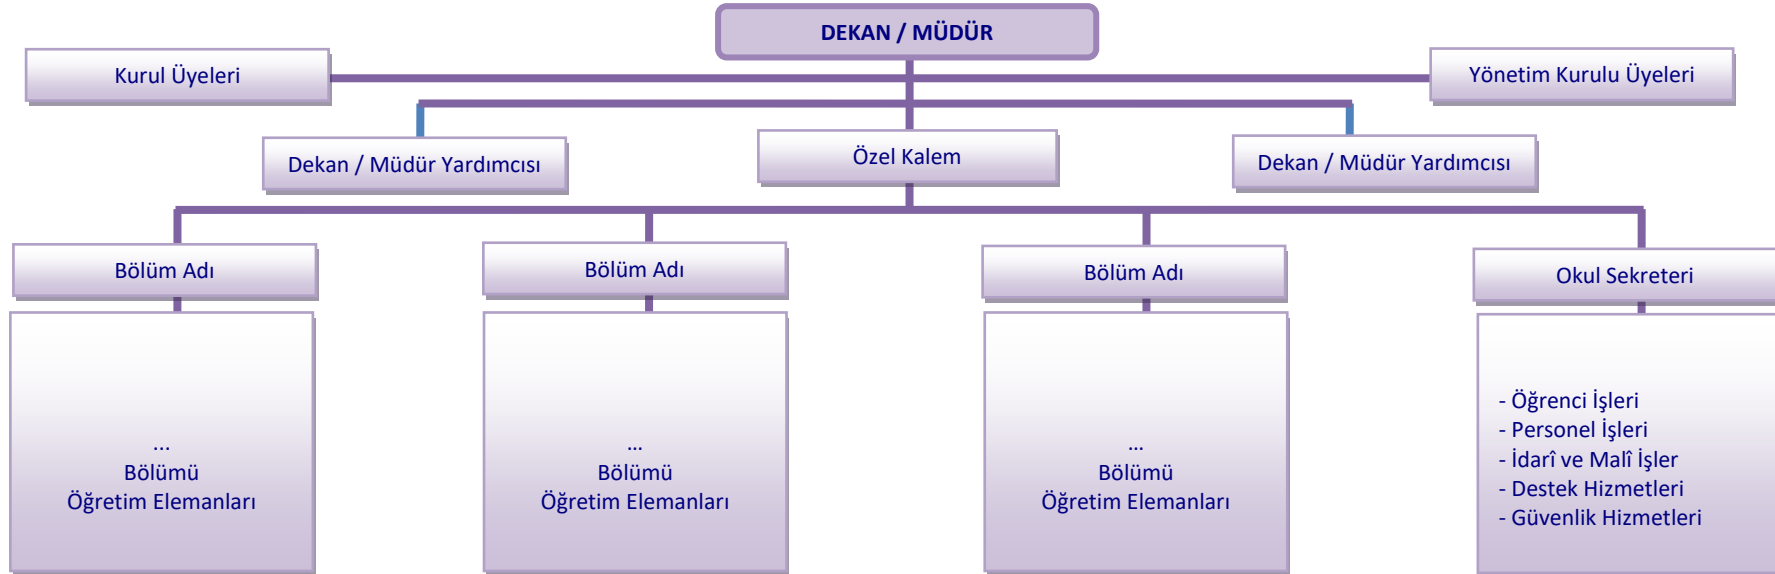 DEKAN / MÜDÜR
Kurul Üyeleri
Yönetim Kurulu Üyeleri
Dekan / Müdür Yardımcısı
Özel Kalem
Dekan / Müdür Yardımcısı
Bölüm Adı
Bölüm Adı
Bölüm Adı
Okul Sekreteri
...
Bölümü
Öğretim Elemanları
...
Bölümü
Öğretim Elemanları
...
Bölümü
Öğretim Elemanları
- Öğrenci İşleri
- Personel İşleri
- İdarî ve Malî İşler
- Destek Hizmetleri
- Güvenlik Hizmetleri